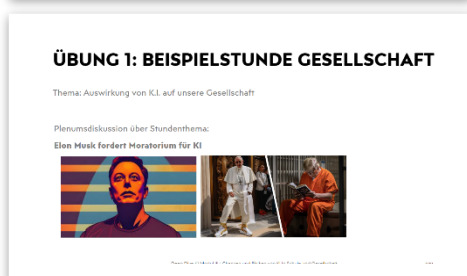 ÜBUNG 1: BEISPIELSTUNDE GESELLSCHAFT
Thema: Auswirkung von K.I. auf unsere Gesellschaft
Plenumsdiskussion über Stundenthema:
Elon Musk fordert Moratorium für KI